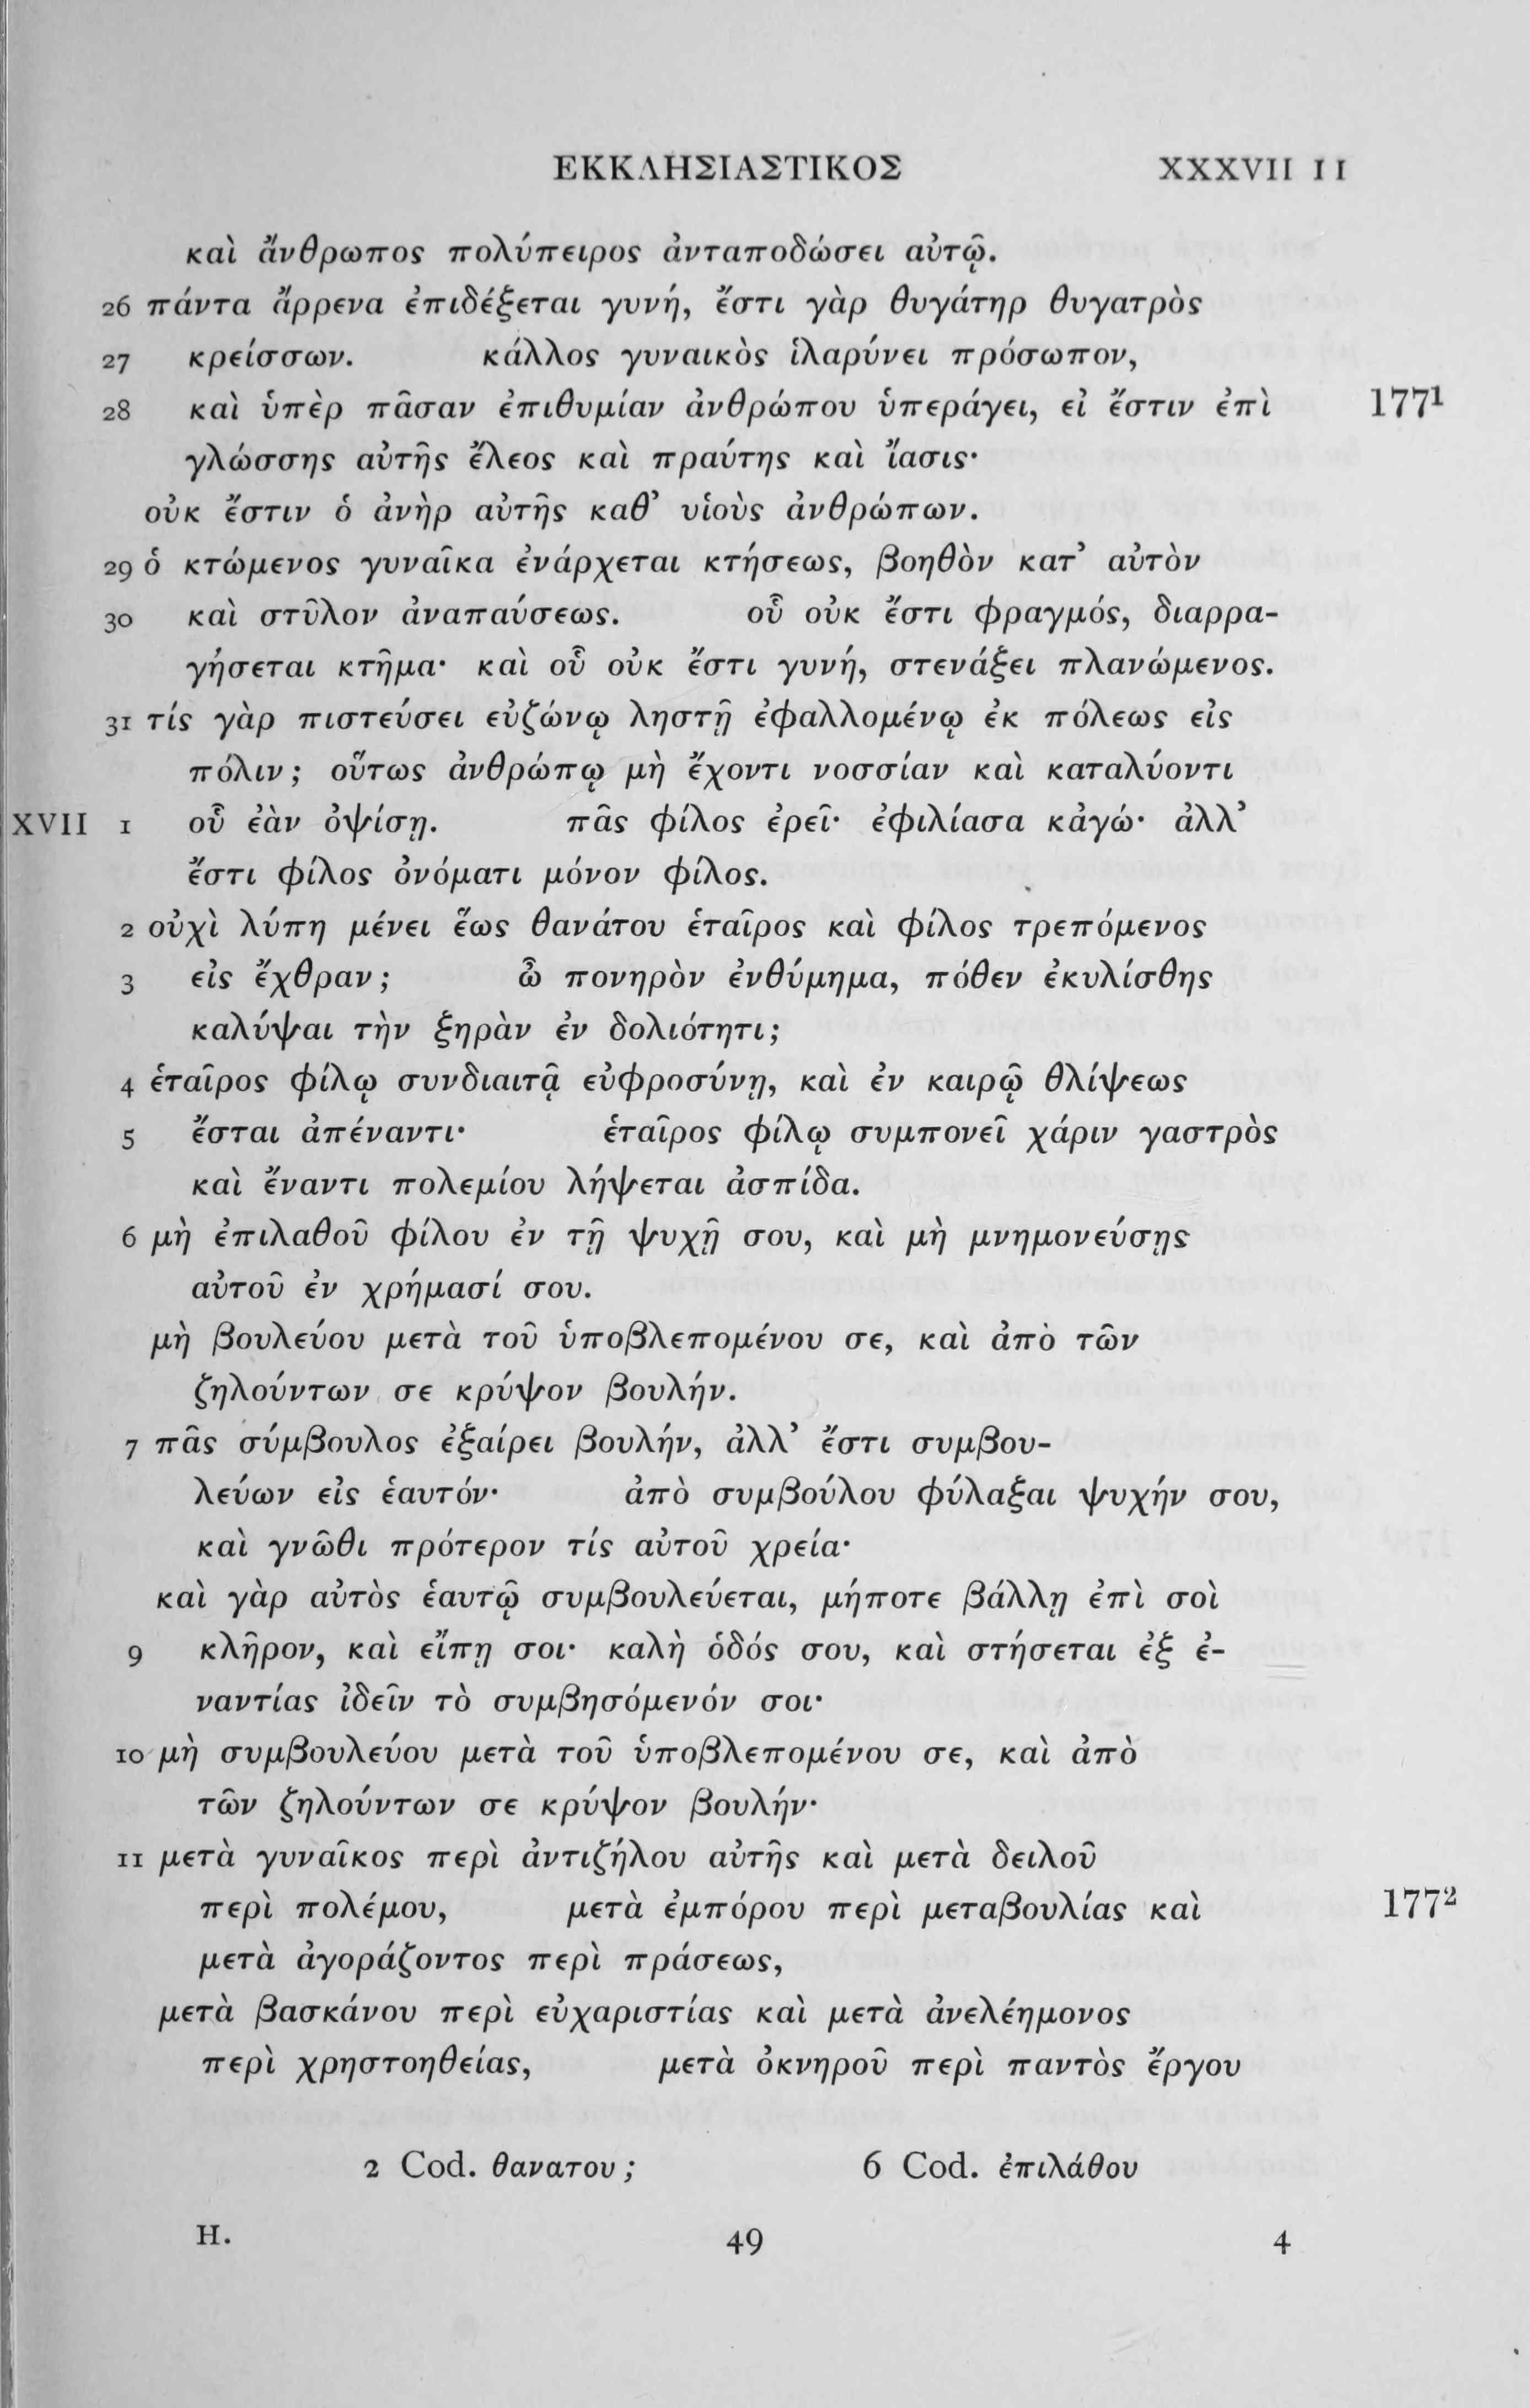 ΕΚΚΛΗΣΙΑΣΤΙΚΟΣ XXXVII 11
καὶ ἄνθρωπος πολύπειρος ἀνταποδώσει αὐτῷ.
26 πάντα ἄρρενα ἐπιδέξεται γυνή, ἔστι γὰρ θυγάτηρ θυγατρὸς
27 κρείσσων. κάλλος γυναικὸς ἱλαρύνει πρόσωπον,
28 καὶ ὑπὲρ πᾶσαν ἐπιθυμίαν ἀνθρώπου ὑπεράγει, εἰ ἔστιν ἐπὶ 177¹
γλώσσης αὐτῆς ἔλεος καὶ πραύτης καὶ ἴασις·
οὐκ ἔστιν ὁ ἀνὴρ αὐτῆς καθ’ υἱοὺς ἀνθρώπων.
29 ὁ κτώμενος γυναῖκα ἐνάρχεται κτήσεως, βοηθὸν κατ’ αὐτὸν
30 καὶ στῦλον ἀναπαύσεως. οὗ οὐκ ἔστι φραγμός, διαρρα-
γήσεται κτῆμα· καὶ οὗ οὐκ ἔστι γυνή, στενάξει πλανώμενος.
31 τίς γὰρ πιστεύσει εὐζώνῳ ληστῇ ἐφαλλομένῳ ἐκ πόλεως εἰς
πόλιν; οὕτως ἀνθρώπῳ μὴ ἔχοντι νοσσίαν καὶ καταλύοντι
XVII 1 οὗ ἐὰν ὀψίσῃ. πᾶς φίλος ἐρεῖ· ἐφιλίασα κἀγώ· ἀλλ’
ἔστι φίλος ὀνόματι μόνον φίλος.
2 οὐχὶ λύπη μένει ἕως θανάτου ἑταῖρος καὶ φίλος τρεπόμενος
3 εἰς ἔχθραν; ὦ πονηρὸν ἐνθύμημα, πόθεν ἐκυλίσθης
καλύψαι τὴν ξηρὰν ἐν δολιότητι;
4 ἑταῖρος φίλῳ συνδιαιτᾷ εὐφροσύνῃ, καὶ ἐν καιρῷ θλίψεως
5 ἔσται ἀπέναντι· ἑταῖρος φίλῳ συμπονεῖ χάριν γαστρὸς
καὶ ἔναντι πολεμίου λήψεται ἀσπίδα.
6 μὴ ἐπιλαθοῦ φίλου ἐν τῇ ψυχῇ σου, καὶ μὴ μνημονεύσῃς
αὐτοῦ ἐν χρήμασί σου.
μὴ βουλεύου μετὰ τοῦ ὑποβλεπομένου σε, καὶ ἀπὸ τῶν
ζηλούντων σε κρύψον βουλήν.
7 πᾶς σύμβουλος ἐξαίρει βουλήν, ἀλλ’ ἔστι συμβου-
λεύων εἰς ἑαυτόν· ἀπὸ συμβούλου φύλαξαι ψυχήν σου,
καὶ γνῶθι πρότερον τίς αὐτοῦ χρεία·
καὶ γὰρ αὐτὸς ἑαυτῷ συμβουλεύεται, μήποτε βάλλῃ ἐπὶ σοὶ
9 κλῆρον, καὶ εἴπῃ σοι· καλὴ ὁδός σου, καὶ στήσεται ἐξ ἐ-
ναντίας ἰδεῖν τὸ συμβησόμενόν σοι·
10 μὴ συμβουλεύου μετὰ τοῦ ὑποβλεπομένου σε, καὶ ἀπὸ
τῶν ζηλούντων σε κρύψον βουλήν·
11 μετὰ γυναῖκος περὶ ἀντιζήλου αὐτῆς καὶ μετὰ δειλοῦ
περὶ πολέμου, μετὰ ἐμπόρου περὶ μεταβουλίας καὶ 177²
μετὰ ἀγοράζοντος περὶ πράσεως,
μετὰ βασκάνου περὶ εὐχαριστίας καὶ μετὰ ἀνελέημονος
περὶ χρηστοηθείας, μετὰ ὀκνηροῦ περὶ παντὸς ἔργου
2 Cod. θανατου; 6 Cod. ἐπιλάθου
H. 49 4